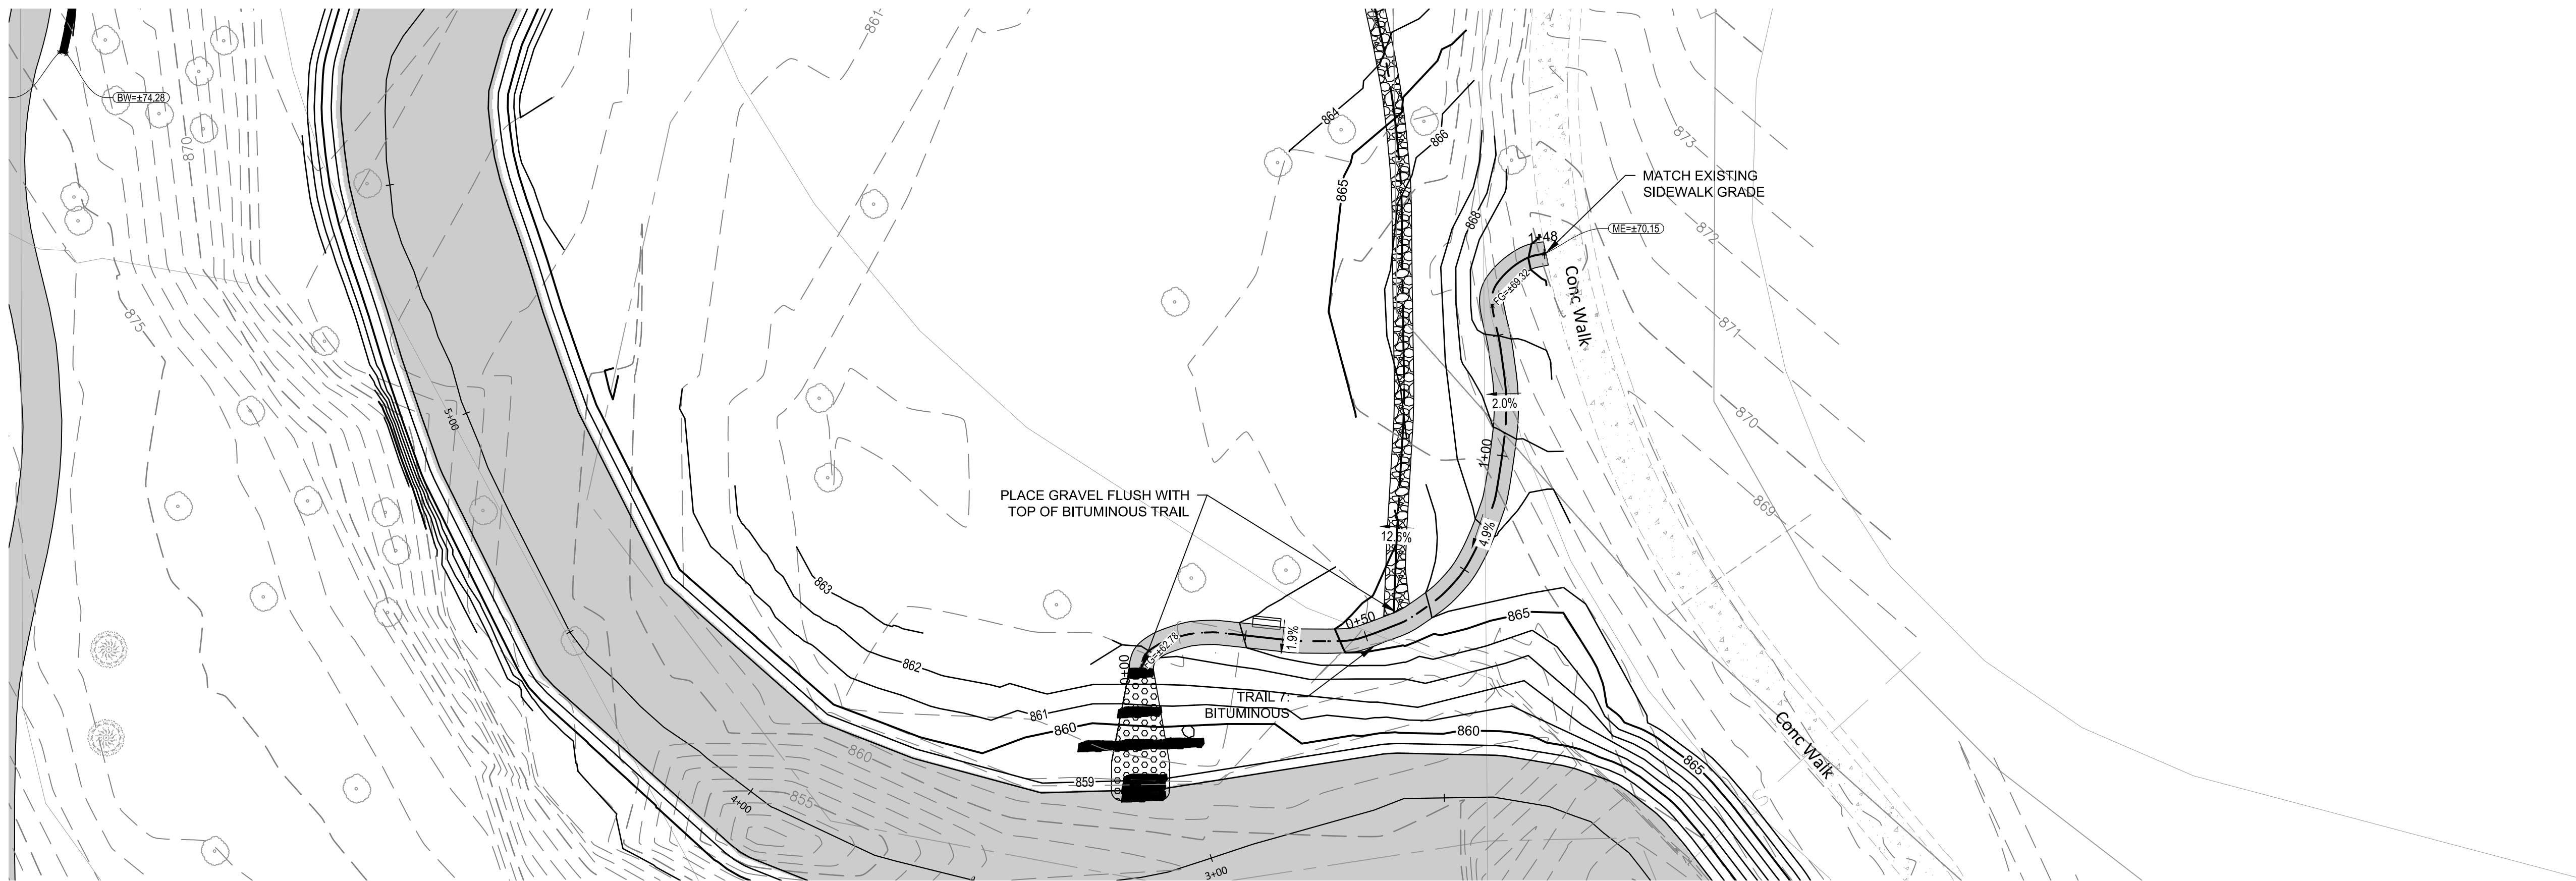 861
BW=±74.28
870
873
864
866
865
MATCH EXISTING
SIDEWALK GRADE
868
872
ME=±70.15
1+48
FG=±69.32
Conc Walk
875
871
2.0%
870
5+00
1+00
PLACE GRAVEL FLUSH WITH
TOP OF BITUMINOUS TRAIL
869
12.6%
4.9%
863
865
0+50
1.9%
FG=±62.78
862
0+00
TRAIL 7:
BITUMINOUS
861
860
860
Conc Walk
860
865
859
855
4+00
S
3+00